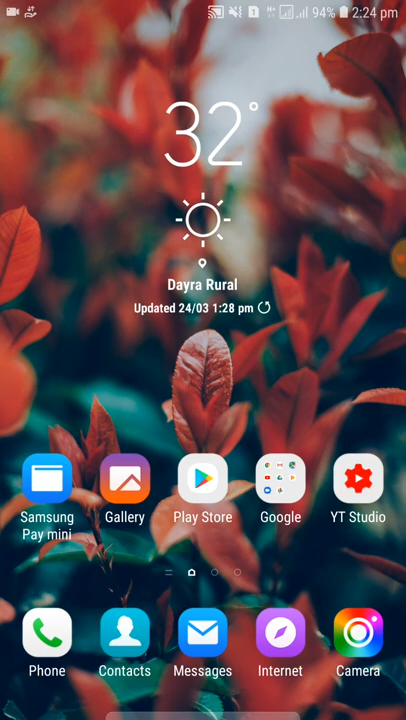 1 H+ 94% 2:24 pm
32°
Dayra Rural
Updated 24/03 1:28 pm
Samsung
Pay mini
Gallery
Play Store
Google
YT Studio
Phone
Contacts
Messages
Internet
Camera